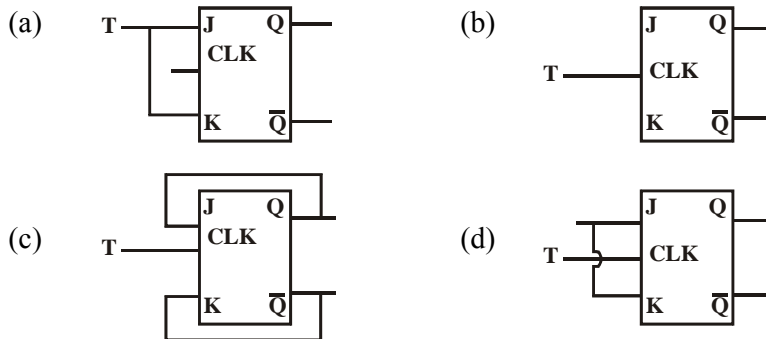 (a) T J Q CLK K Q̅
(b) T J Q CLK K Q̅
(c) T J Q CLK K Q̅
(d) T J Q CLK K Q̅